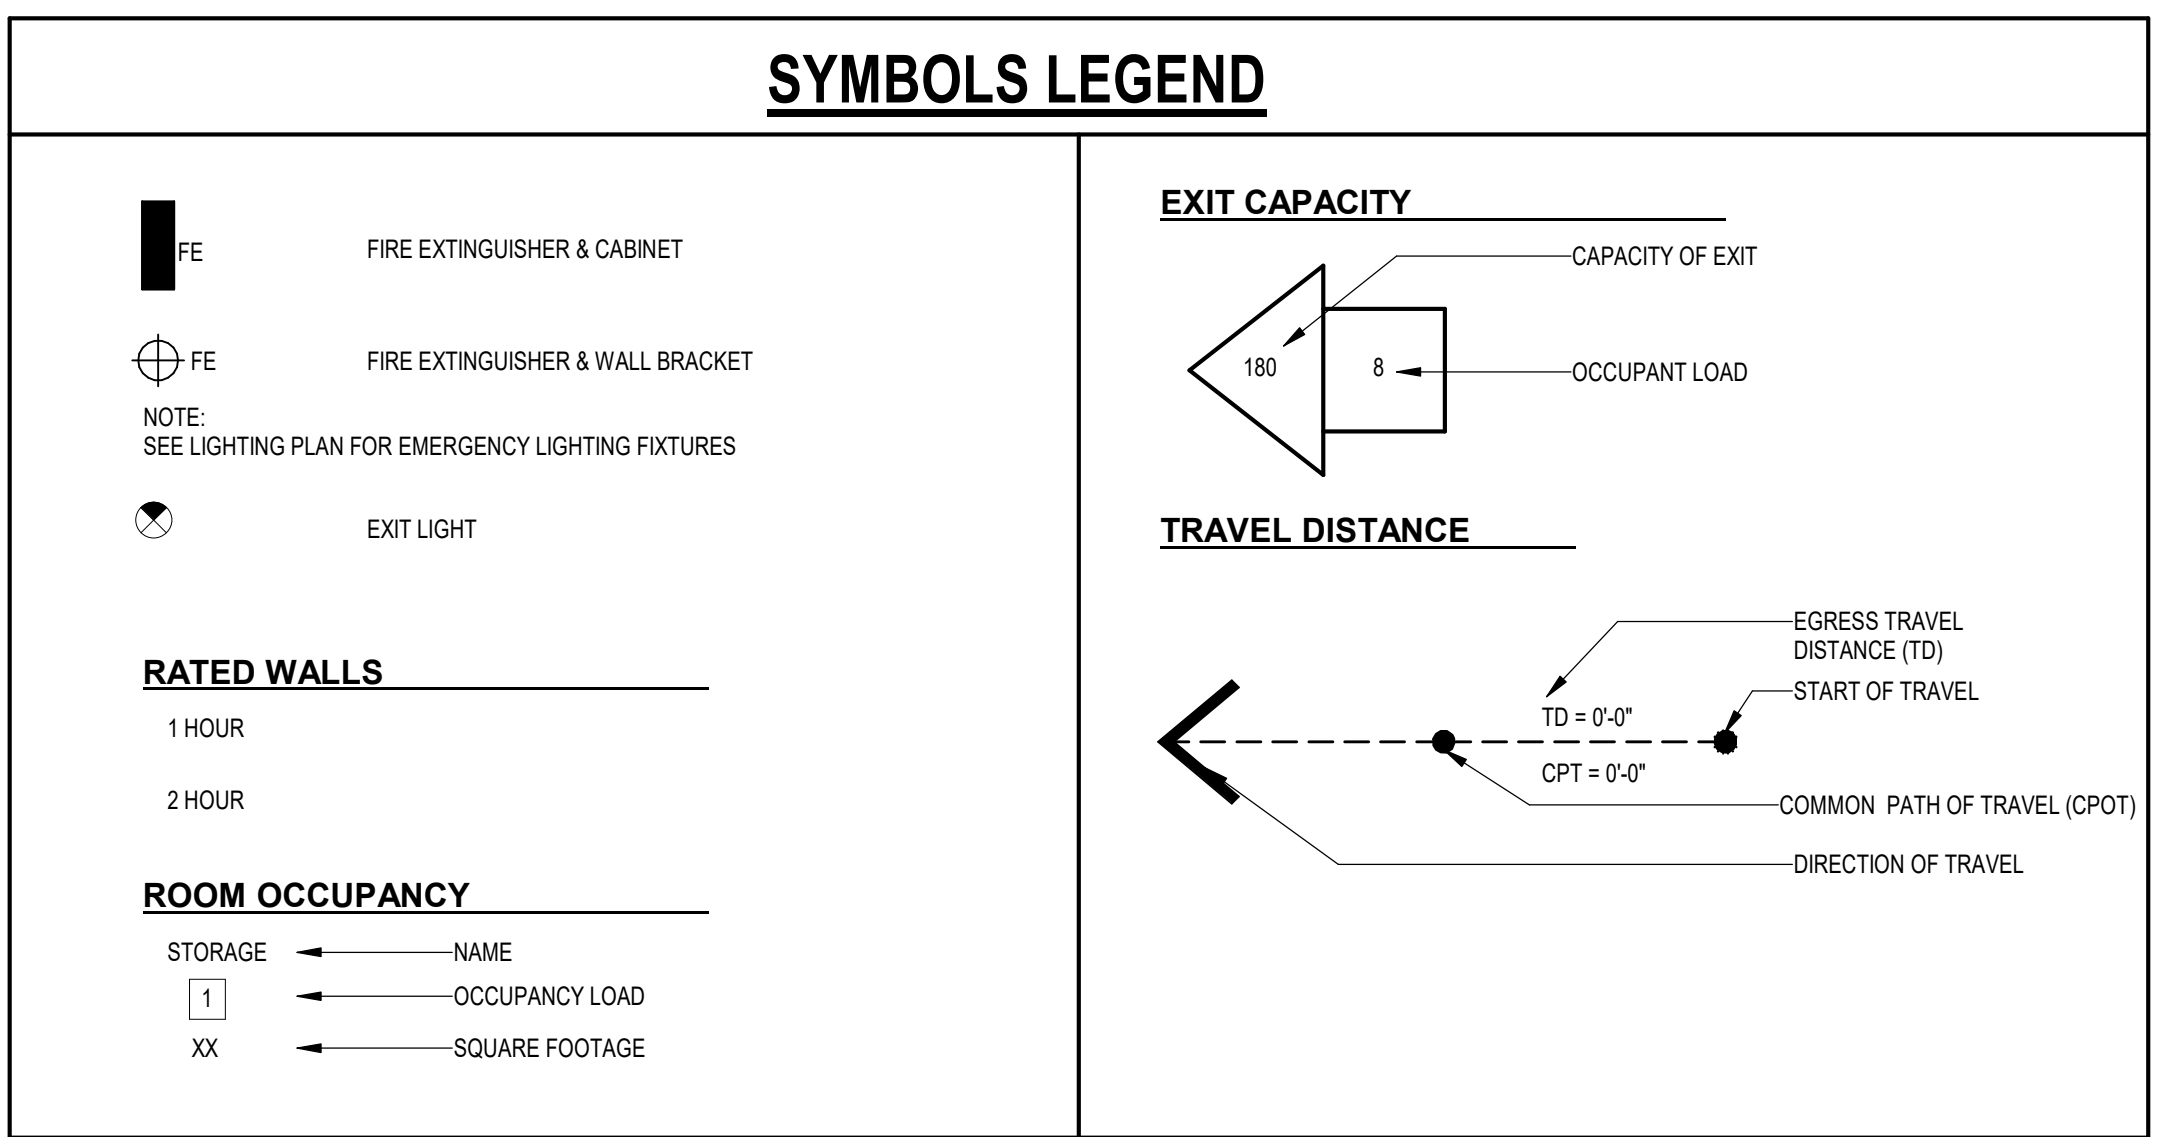 SYMBOLS LEGEND
FE
FIRE EXTINGUISHER & CABINET
FE
FIRE EXTINGUISHER & WALL BRACKET
NOTE:
SEE LIGHTING PLAN FOR EMERGENCY LIGHTING FIXTURES
EXIT LIGHT
RATED WALLS
1 HOUR
2 HOUR
ROOM OCCUPANCY
STORAGE
NAME
1
OCCUPANCY LOAD
XX
SQUARE FOOTAGE
EXIT CAPACITY
CAPACITY OF EXIT
180
8
OCCUPANT LOAD
TRAVEL DISTANCE
EGRESS TRAVEL
DISTANCE (TD)
START OF TRAVEL
TD = 0'-0"
CPT = 0'-0"
COMMON PATH OF TRAVEL (CPOT)
DIRECTION OF TRAVEL